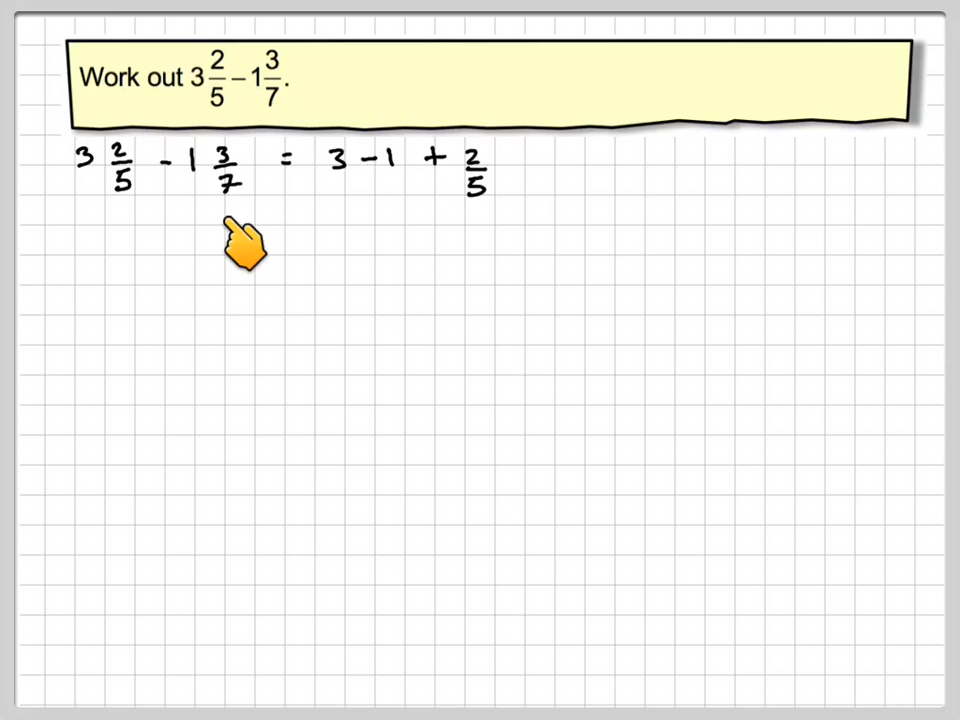 Work out 3 2/5 – 1 3/7.
3 2/5 - 1 3/7 = 3 - 1 + 2/5